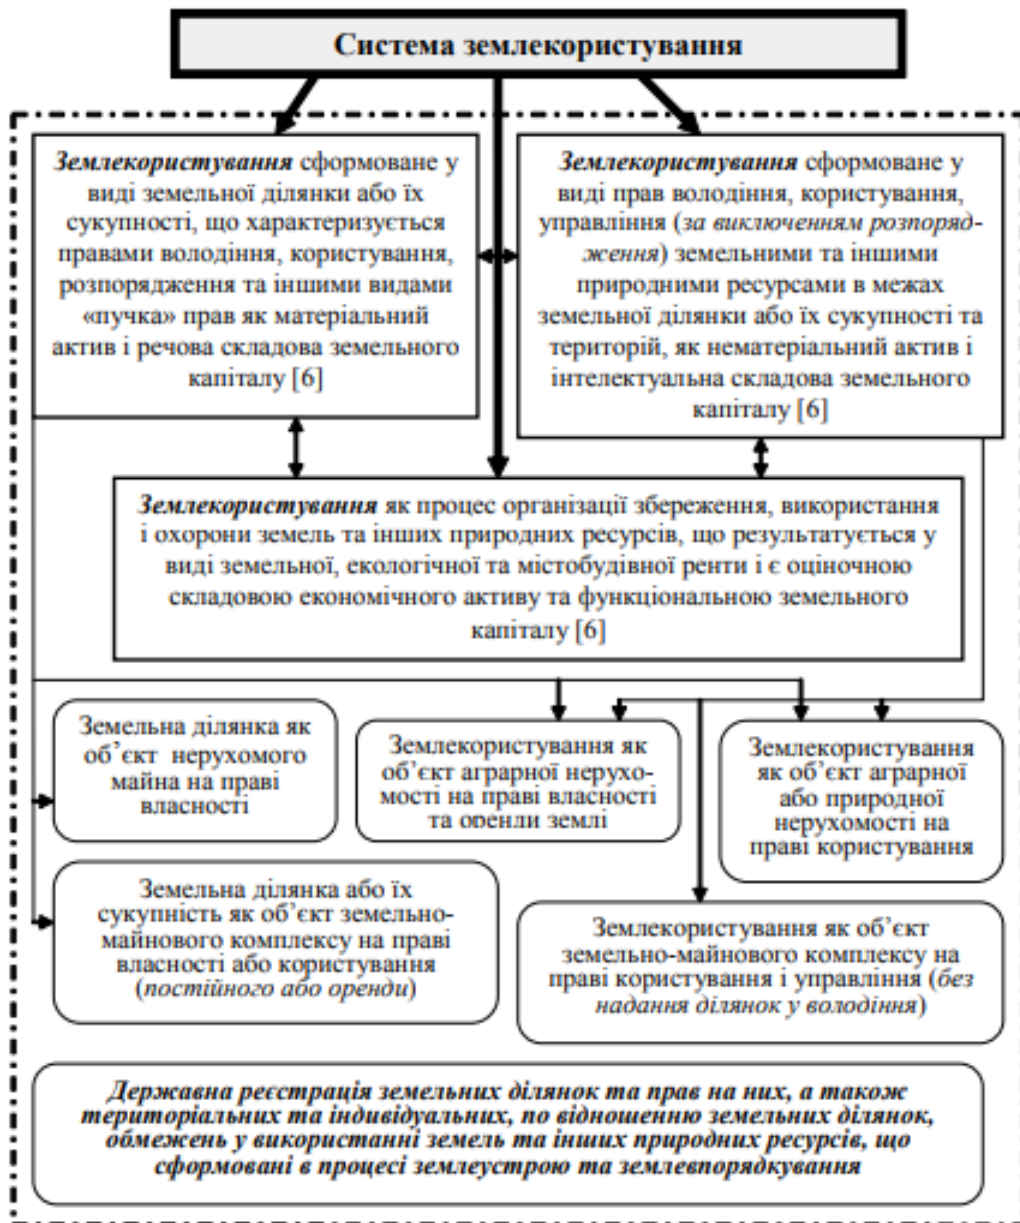 Система землекористування
Землекористування сформоване у
виді земельної ділянки або їх
сукупності, що характеризується
правами володіння, користування,
розпорядження та іншими видами
«пучка» прав як матеріальний
актив і речова складова земельного
капіталу [6]
Землекористування сформоване у
виді прав володіння, користування,
управління (за виключенням розпоряд-
ження) земельними та іншими
природними ресурсами в межах
земельної ділянки або їх сукупності та
територій, як нематеріальний актив і
інтелектуальна складова земельного
капіталу [6]
Землекористування як процес організації збереження, використання
і охорони земель та інших природних ресурсів, що результатується у
виді земельної, екологічної та містобудівної ренти і є оціночною
складовою економічного активу та функціональною земельного
капіталу [6]
Земельна ділянка як
об’єкт нерухомого
майна на праві
власності
Землекористування як
об’єкт аграрної нерухо-
мості на праві власності
та оренди землі
Землекористування
як об’єкт аграрної
або природної
нерухомості на
праві користування
Земельна ділянка або їх
сукупність як об’єкт земельно-
майнового комплексу на праві
власності або користування
(постійного або оренди)
Землекористування як об’єкт
земельно-майнового комплексу на
праві користування і управління (без
надання ділянок у володіння)
Державна реєстрація земельних ділянок та прав на них, а також
територіальних та індивідуальних, по відношенню земельних ділянок,
обмежень у використанні земель та інших природних ресурсів, що
сформовані в процесі землеустрою та землевпорядкування